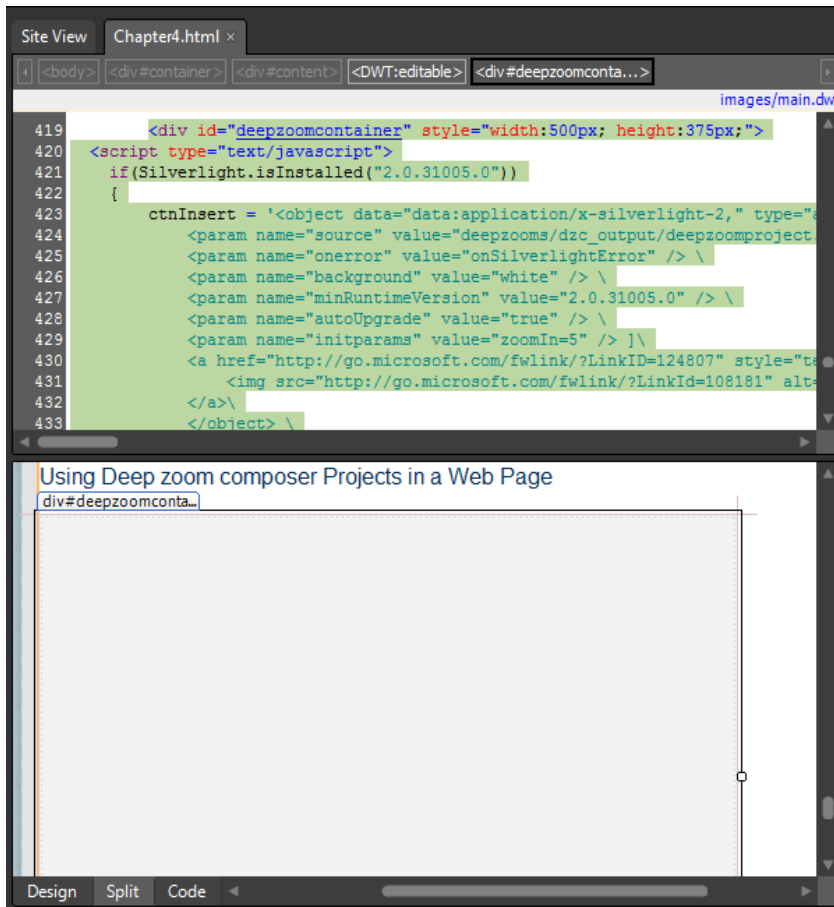 Site View Chapter4.html ×
<body> <div#container> <div#content> <DWT:editable> <div#deepzoomconta...>
images/main.dw
419 <div id="deepzoomcontainer" style="width:500px; height:375px;">
420 <script type="text/javascript">
421 if(Silverlight.isInstalled("2.0.31005.0"))
422 {
423 ctnInsert = '<object data="data:application/x-silverlight-2," type="a
424 <param name="source" value="deepzooms/dzc_output/deepzoomproject.
425 <param name="onerror" value="onSilverlightError" /> \
426 <param name="background" value="white" /> \
427 <param name="minRuntimeVersion" value="2.0.31005.0" /> \
428 <param name="autoUpgrade" value="true" /> \
429 <param name="initparams" value="zoomIn=5" /> ]\
430 <a href="http://go.microsoft.com/fwlink/?LinkID=124807" style="te
431 <img src="http://go.microsoft.com/fwlink/?LinkId=108181" alt=
432 </a>\
433 </object> \
Using Deep zoom composer Projects in a Web Page
div#deepzoomconta...
Design Split Code